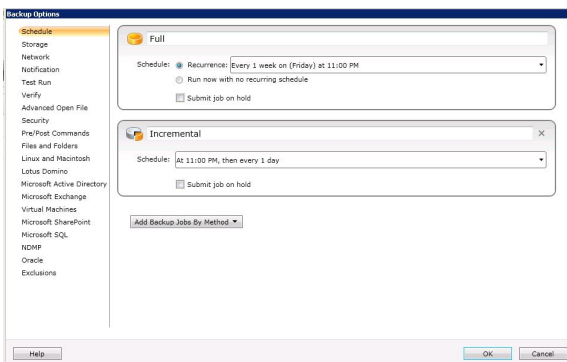 Backup Options
Schedule
Storage
Network
Notification
Test Run
Verify
Advanced Open File
Security
Pre/Post Commands
Files and Folders
Linux and Macintosh
Lotus Domino
Microsoft Active Directory
Microsoft Exchange
Virtual Machines
Microsoft SharePoint
Microsoft SQL
NDMP
Oracle
Exclusions
Full
Schedule: Recurrence: Every 1 week on (Friday) at 11:00 PM
Run now with no recurring schedule
Submit job on hold
Incremental
Schedule: At 11:00 PM, then every 1 day
Submit job on hold
Add Backup Jobs By Method
Help OK Cancel